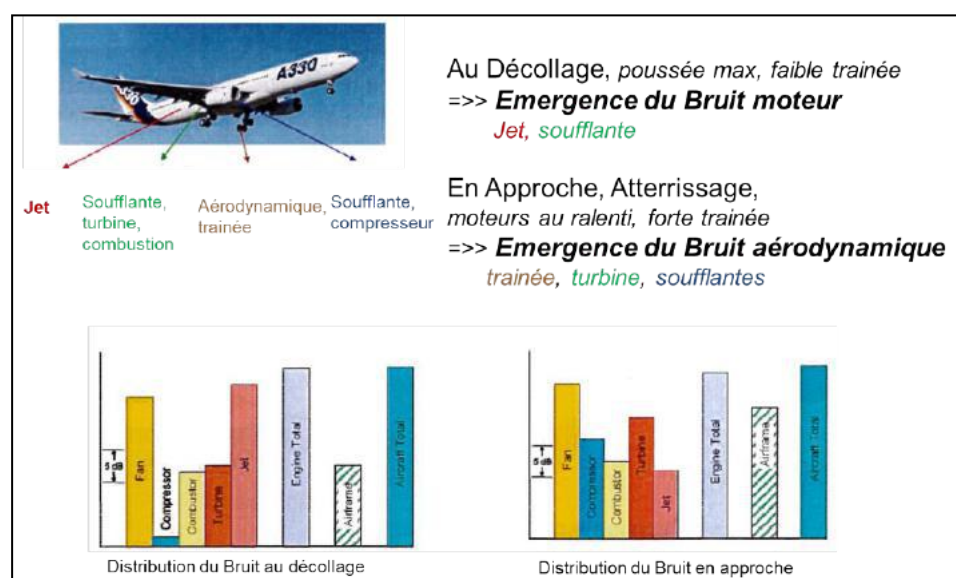 A330
Au Décollage, poussée max, faible trainée
=>> Emergence du Bruit moteur
Jet, soufflante
Jet
Soufflante,
turbine,
combustion
Aérodynamique,
trainée
Soufflante,
compresseur
En Approche, Atterrissage,
moteurs au ralenti, forte trainée
=>> Emergence du Bruit aérodynamique
trainée, turbine, soufflantes
5 dB
Fan
Compressor
Combustor
Turbine
Jet
Engine Total
Airframe
Aircraft Total
Distribution du Bruit au décollage
5 dB
Fan
Compressor
Combustor
Turbine
Jet
Engine Total
Airframe
Aircraft Total
Distribution du Bruit en approche